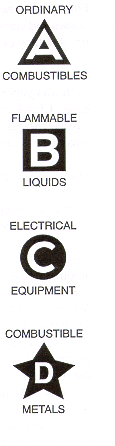 ORDINARY
A
COMBUSTIBLES
FLAMMABLE
B
LIQUIDS
ELECTRICAL
C
EQUIPMENT
COMBUSTIBLE
D
METALS